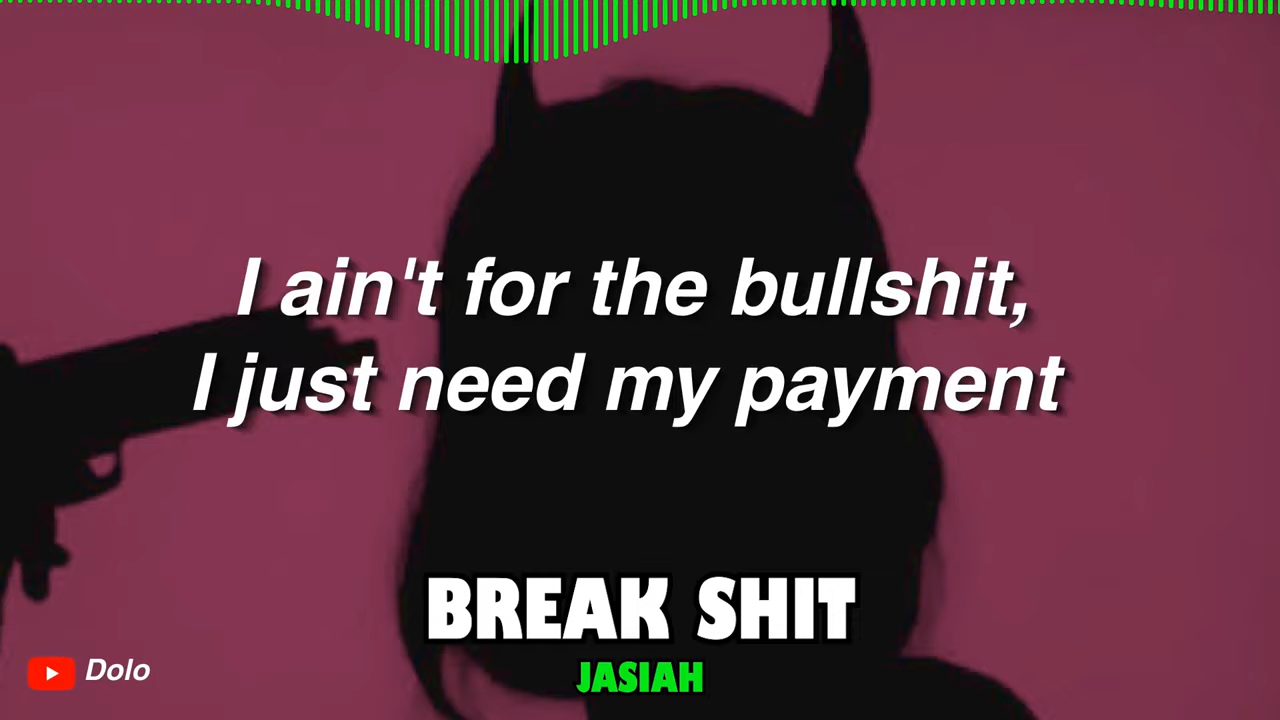 I ain't for the bullshit,
I just need my payment
BREAK SHIT
JASIAH
Dolo